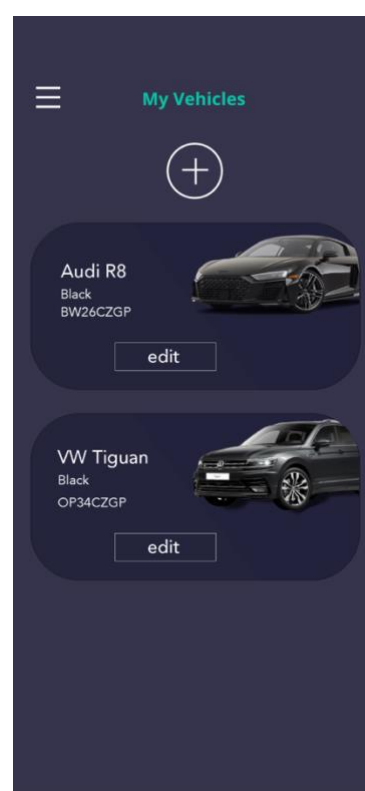 My Vehicles
Audi R8
Black
BW26CZGP
edit
VW Tiguan
Black
OP34CZGP
edit